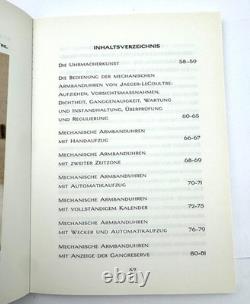 INHALTSVERZEICHNIS
DIE UHRMACHERKUNST 58-59
DIE BEDIENUNG DER MECHANISCHEN
ARMBANDUHREN VON JAEGER-LECOULTRE:
AUFZIEHEN, VORSICHTSMASSNAHMEN,
DICHTHEIT, GANGGENAUIGKEIT, WARTUNG
UND INSTANDHALTUNG, ÜBERPRÜFUNG
UND REGULIERUNG 60-65
MECHANISCHE ARMBANDUHREN
MIT HANDAUFZUG 66-67
MECHANISCHE ARMBANDUHREN
MIT ZWEITER ZEITZONE 68-69
MECHANISCHE ARMBANDUHREN
MIT AUTOMATIKAUFZUG 70-71
MECHANISCHE ARMBANDUHREN
MIT VOLLSTÄNDIGEM KALENDER 72-75
MECHANISCHE ARMBANDUHREN
MIT WECKER UND AUTOMATIKAUFZUG 76-79
MECHANISCHE ARMBANDUHREN
MIT ANZEIGE DER GANGRESERVE 80-81
watchesmade.com